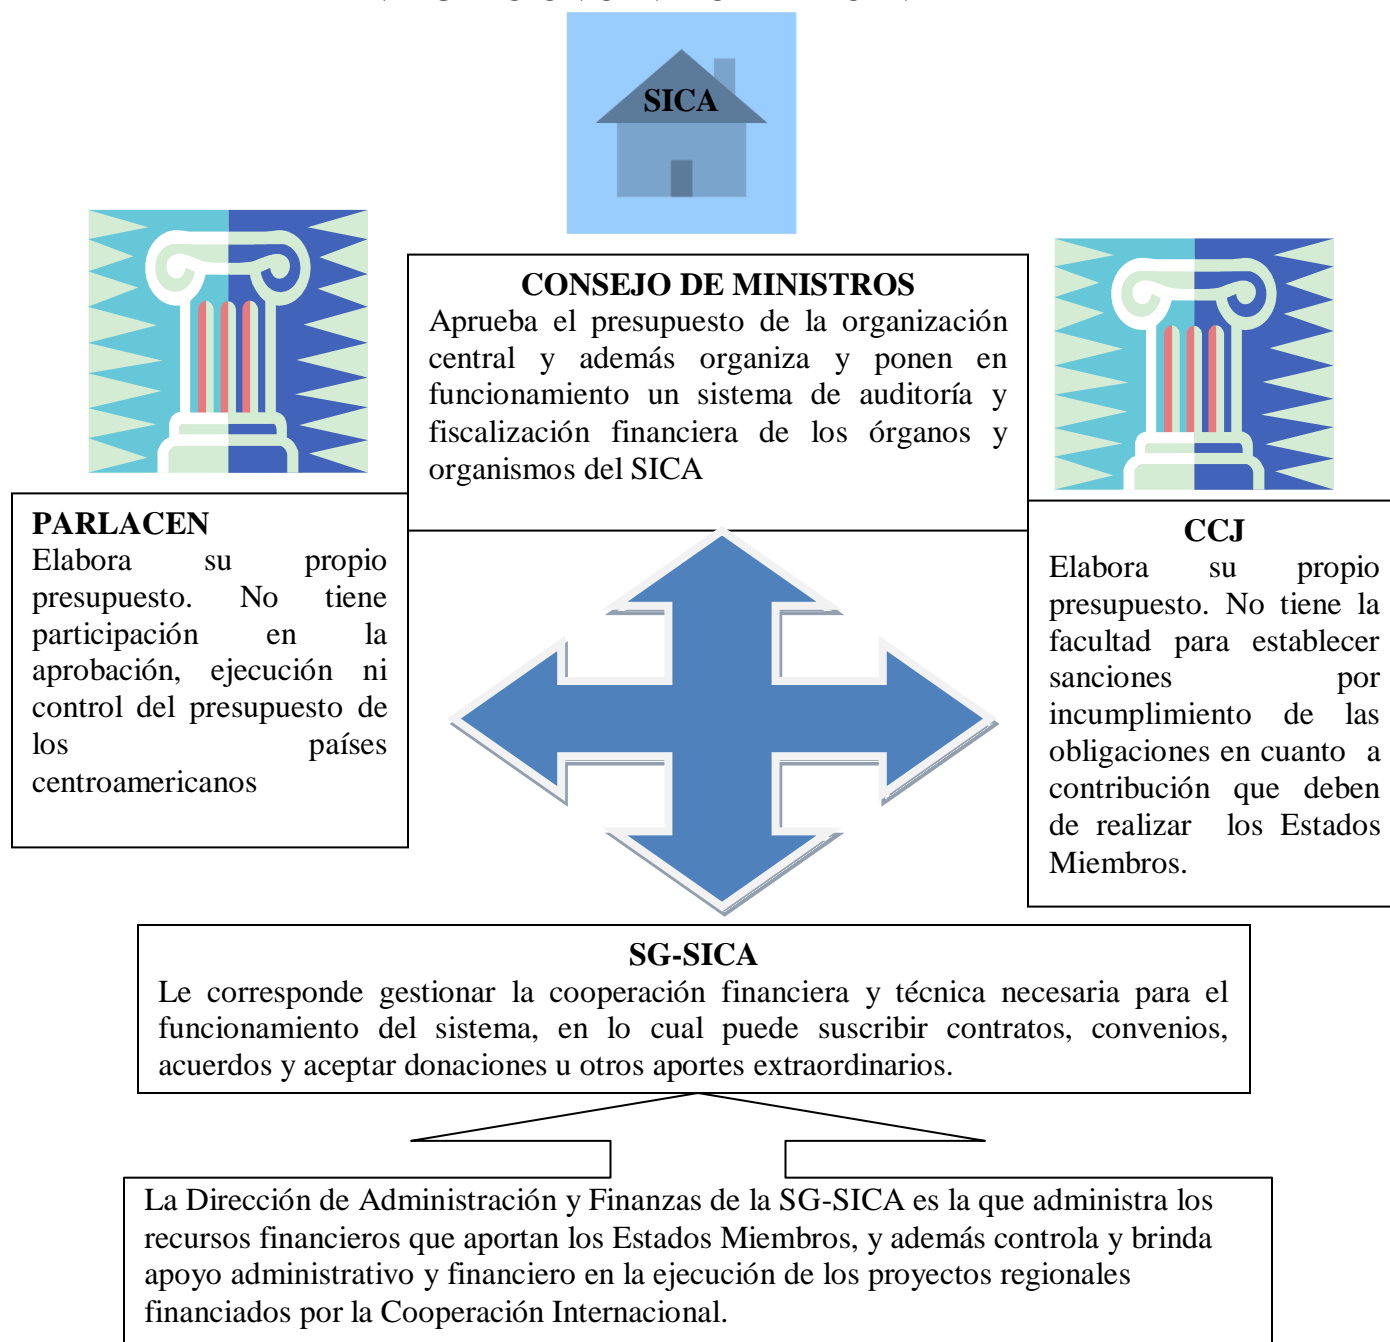 SICA
CONSEJO DE MINISTROS
Aprueba el presupuesto de la organización
central y además organiza y ponen en
funcionamiento un sistema de auditoría y
fiscalización financiera de los órganos y
organismos del SICA
PARLACEN
Elabora su propio
presupuesto. No tiene
participación en la
aprobación, ejecución ni
control del presupuesto de
los países
centroamericanos
CCJ
Elabora su propio
presupuesto. No tiene la
facultad para establecer
sanciones por
incumplimiento de las
obligaciones en cuanto a
contribución que deben
de realizar los Estados
Miembros.
SG-SICA
Le corresponde gestionar la cooperación financiera y técnica necesaria para el
funcionamiento del sistema, en lo cual puede suscribir contratos, convenios,
acuerdos y aceptar donaciones u otros aportes extraordinarios.
La Dirección de Administración y Finanzas de la SG-SICA es la que administra los
recursos financieros que aportan los Estados Miembros, y además controla y brinda
apoyo administrativo y financiero en la ejecución de los proyectos regionales
financiados por la Cooperación Internacional.